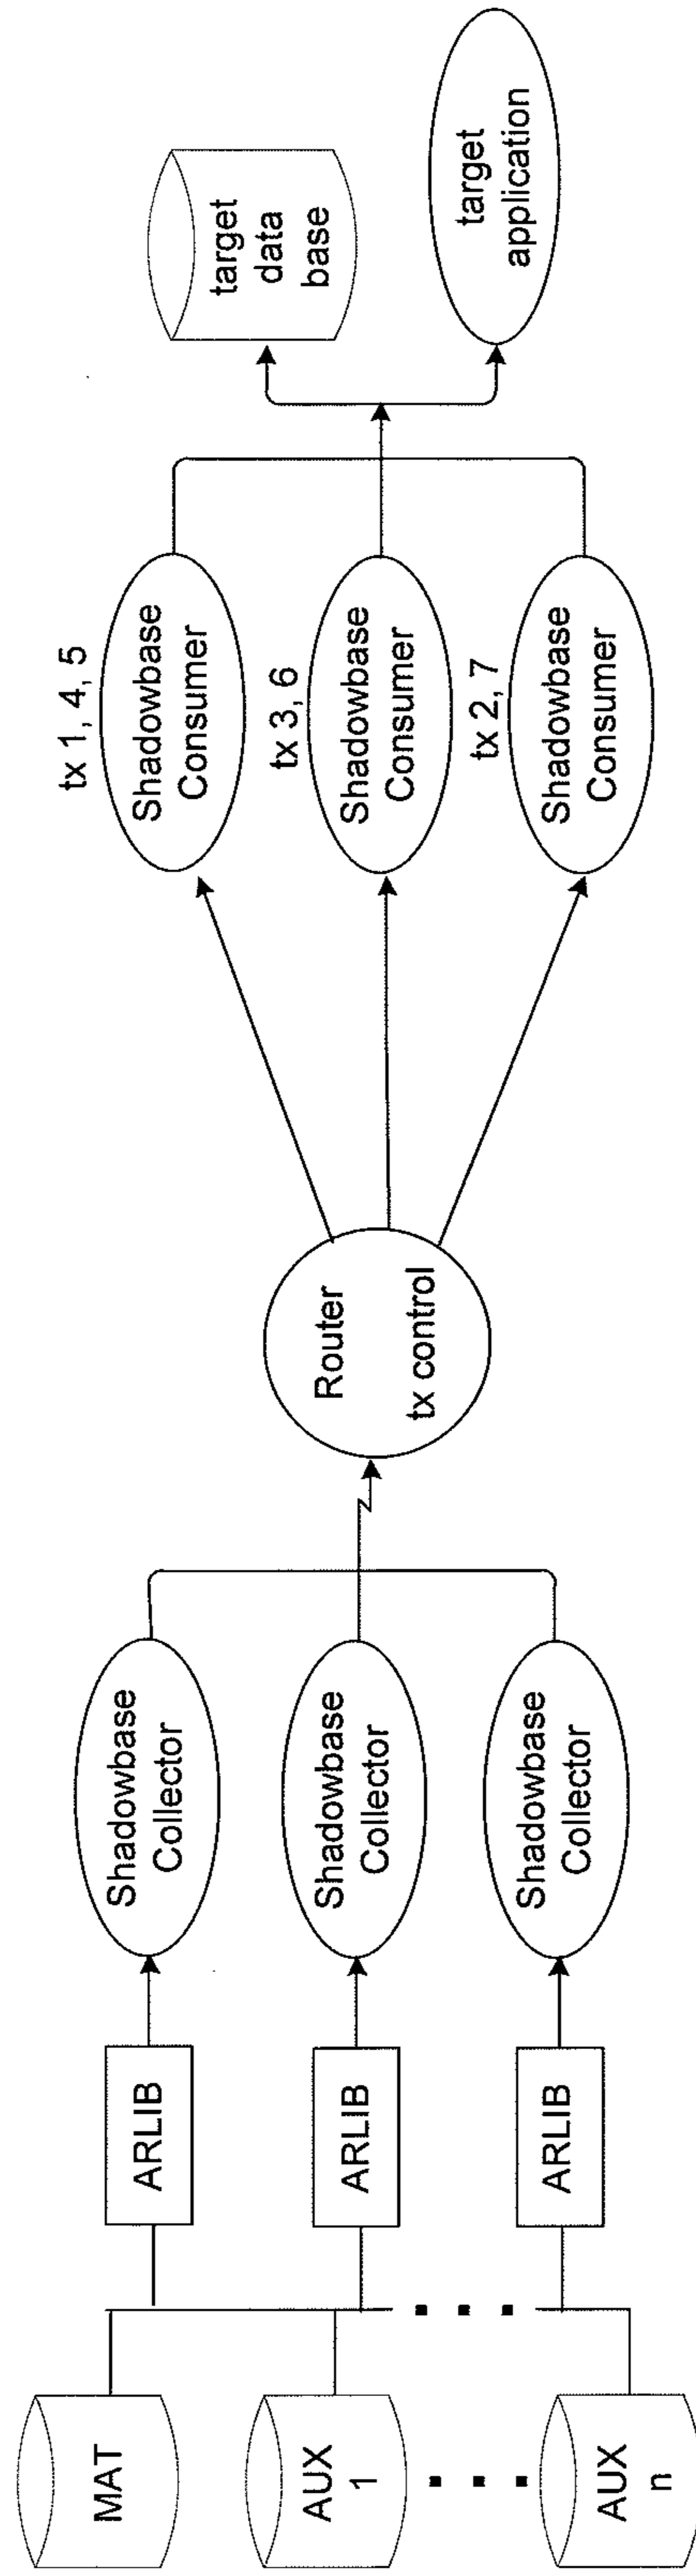 MAT
AUX
1
AUX
n
ARLIB
ARLIB
ARLIB
Shadowbase
Collector
Shadowbase
Collector
Shadowbase
Collector
Router
tx control
tx 1, 4, 5
Shadowbase
Consumer
tx 3, 6
Shadowbase
Consumer
tx 2, 7
Shadowbase
Consumer
target
data
base
target
application